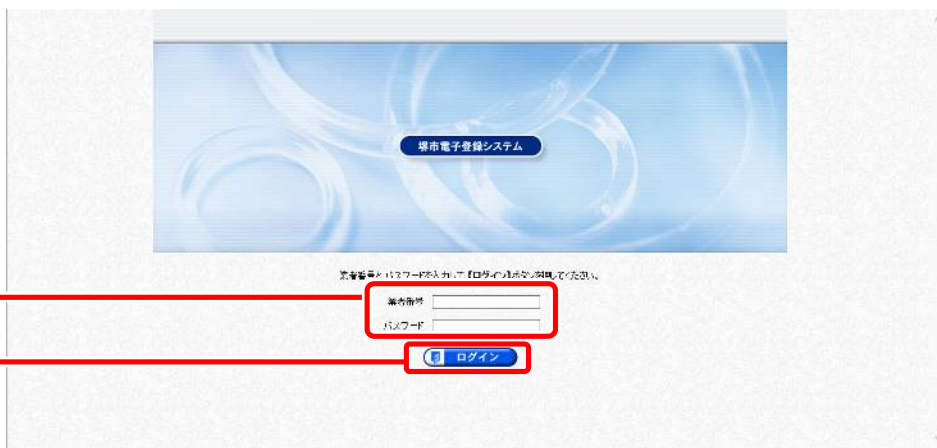 堺市電子登録システム
業者番号とパスワードを入力して『ログイン』ボタンを押してください。
業者番号
パスワード
ログイン